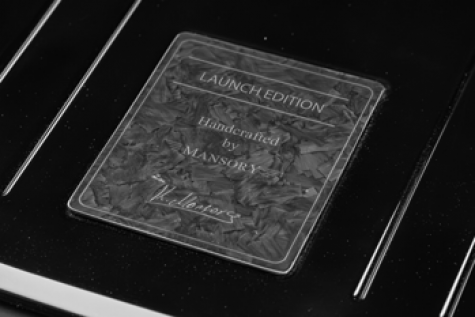 LAUNCH EDITION
Handcrafted
by
MANSORY